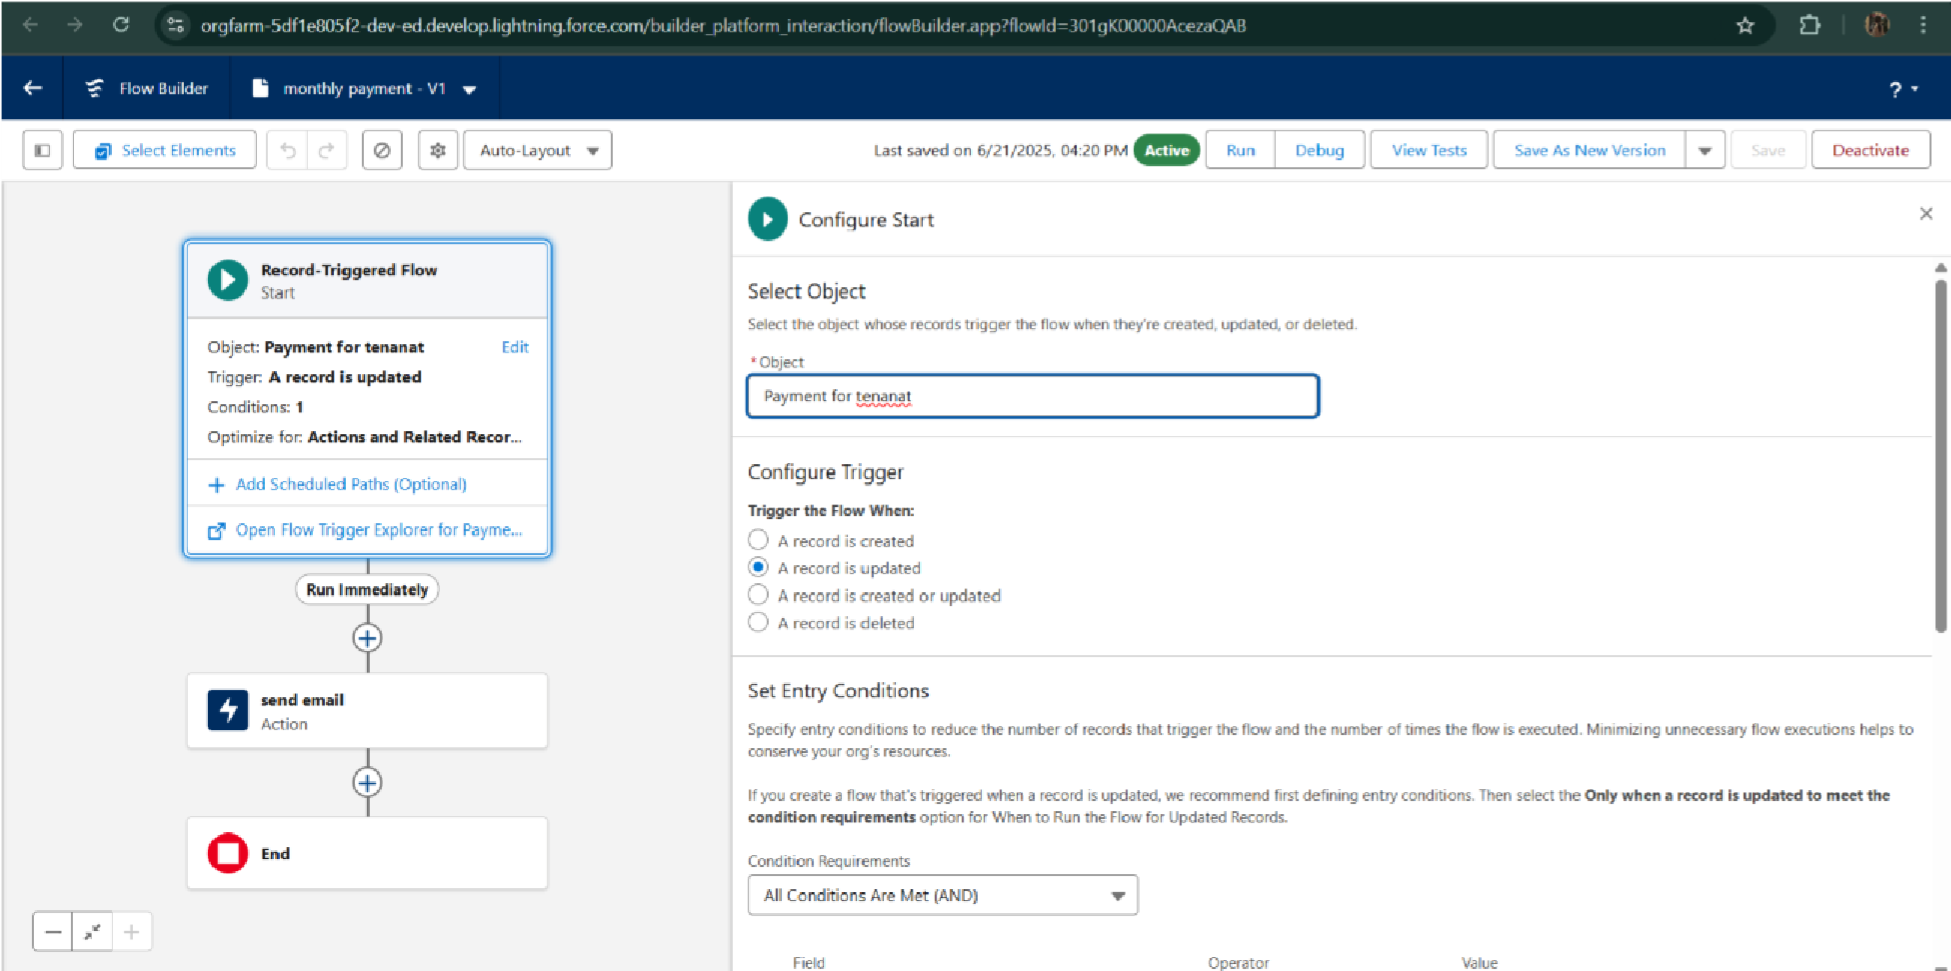 orgfarm-5df1e805f2-dev-ed.develop.lightning.force.com/builder_platform_interaction/flowBuilder.app?flowId=301gK00000AcezaQAB
Flow Builder
monthly payment - V1
?
Select Elements
Auto-Layout
Last saved on 6/21/2025, 04:20 PM
Active
Run
Debug
View Tests
Save As New Version
Save
Deactivate
Record-Triggered Flow
Start
Object: Payment for tenanat
Edit
Trigger: A record is updated
Conditions: 1
Optimize for: Actions and Related Recor...
Add Scheduled Paths (Optional)
Open Flow Trigger Explorer for Payme...
Run Immediately
send email
Action
End
Configure Start
Select Object
Select the object whose records trigger the flow when they're created, updated, or deleted.
*Object
Payment for tenanat
Configure Trigger
Trigger the Flow When:
A record is created
A record is updated
A record is created or updated
A record is deleted
Set Entry Conditions
Specify entry conditions to reduce the number of records that trigger the flow and the number of times the flow is executed. Minimizing unnecessary flow executions helps to
conserve your org's resources.
If you create a flow that's triggered when a record is updated, we recommend first defining entry conditions. Then select the Only when a record is updated to meet the
condition requirements option for When to Run the Flow for Updated Records.
Condition Requirements
All Conditions Are Met (AND)
Field
Operator
Value